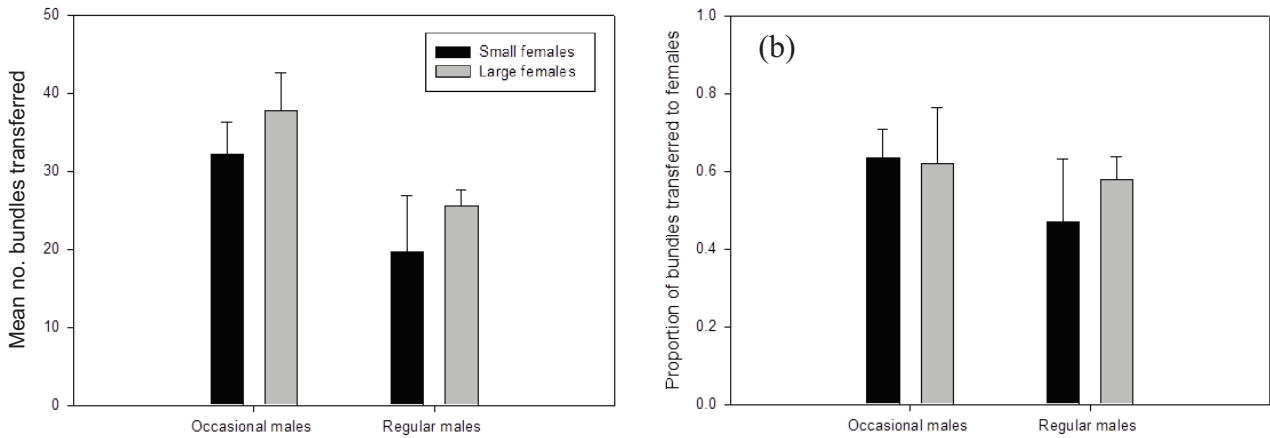 Mean no. bundles transferred
50
40
30
20
10
0
Small females
Large females
Occasional males
Regular males
(b)
Proportion of bundles transferred to females
1.0
0.8
0.6
0.4
0.2
0.0
Occasional males
Regular males